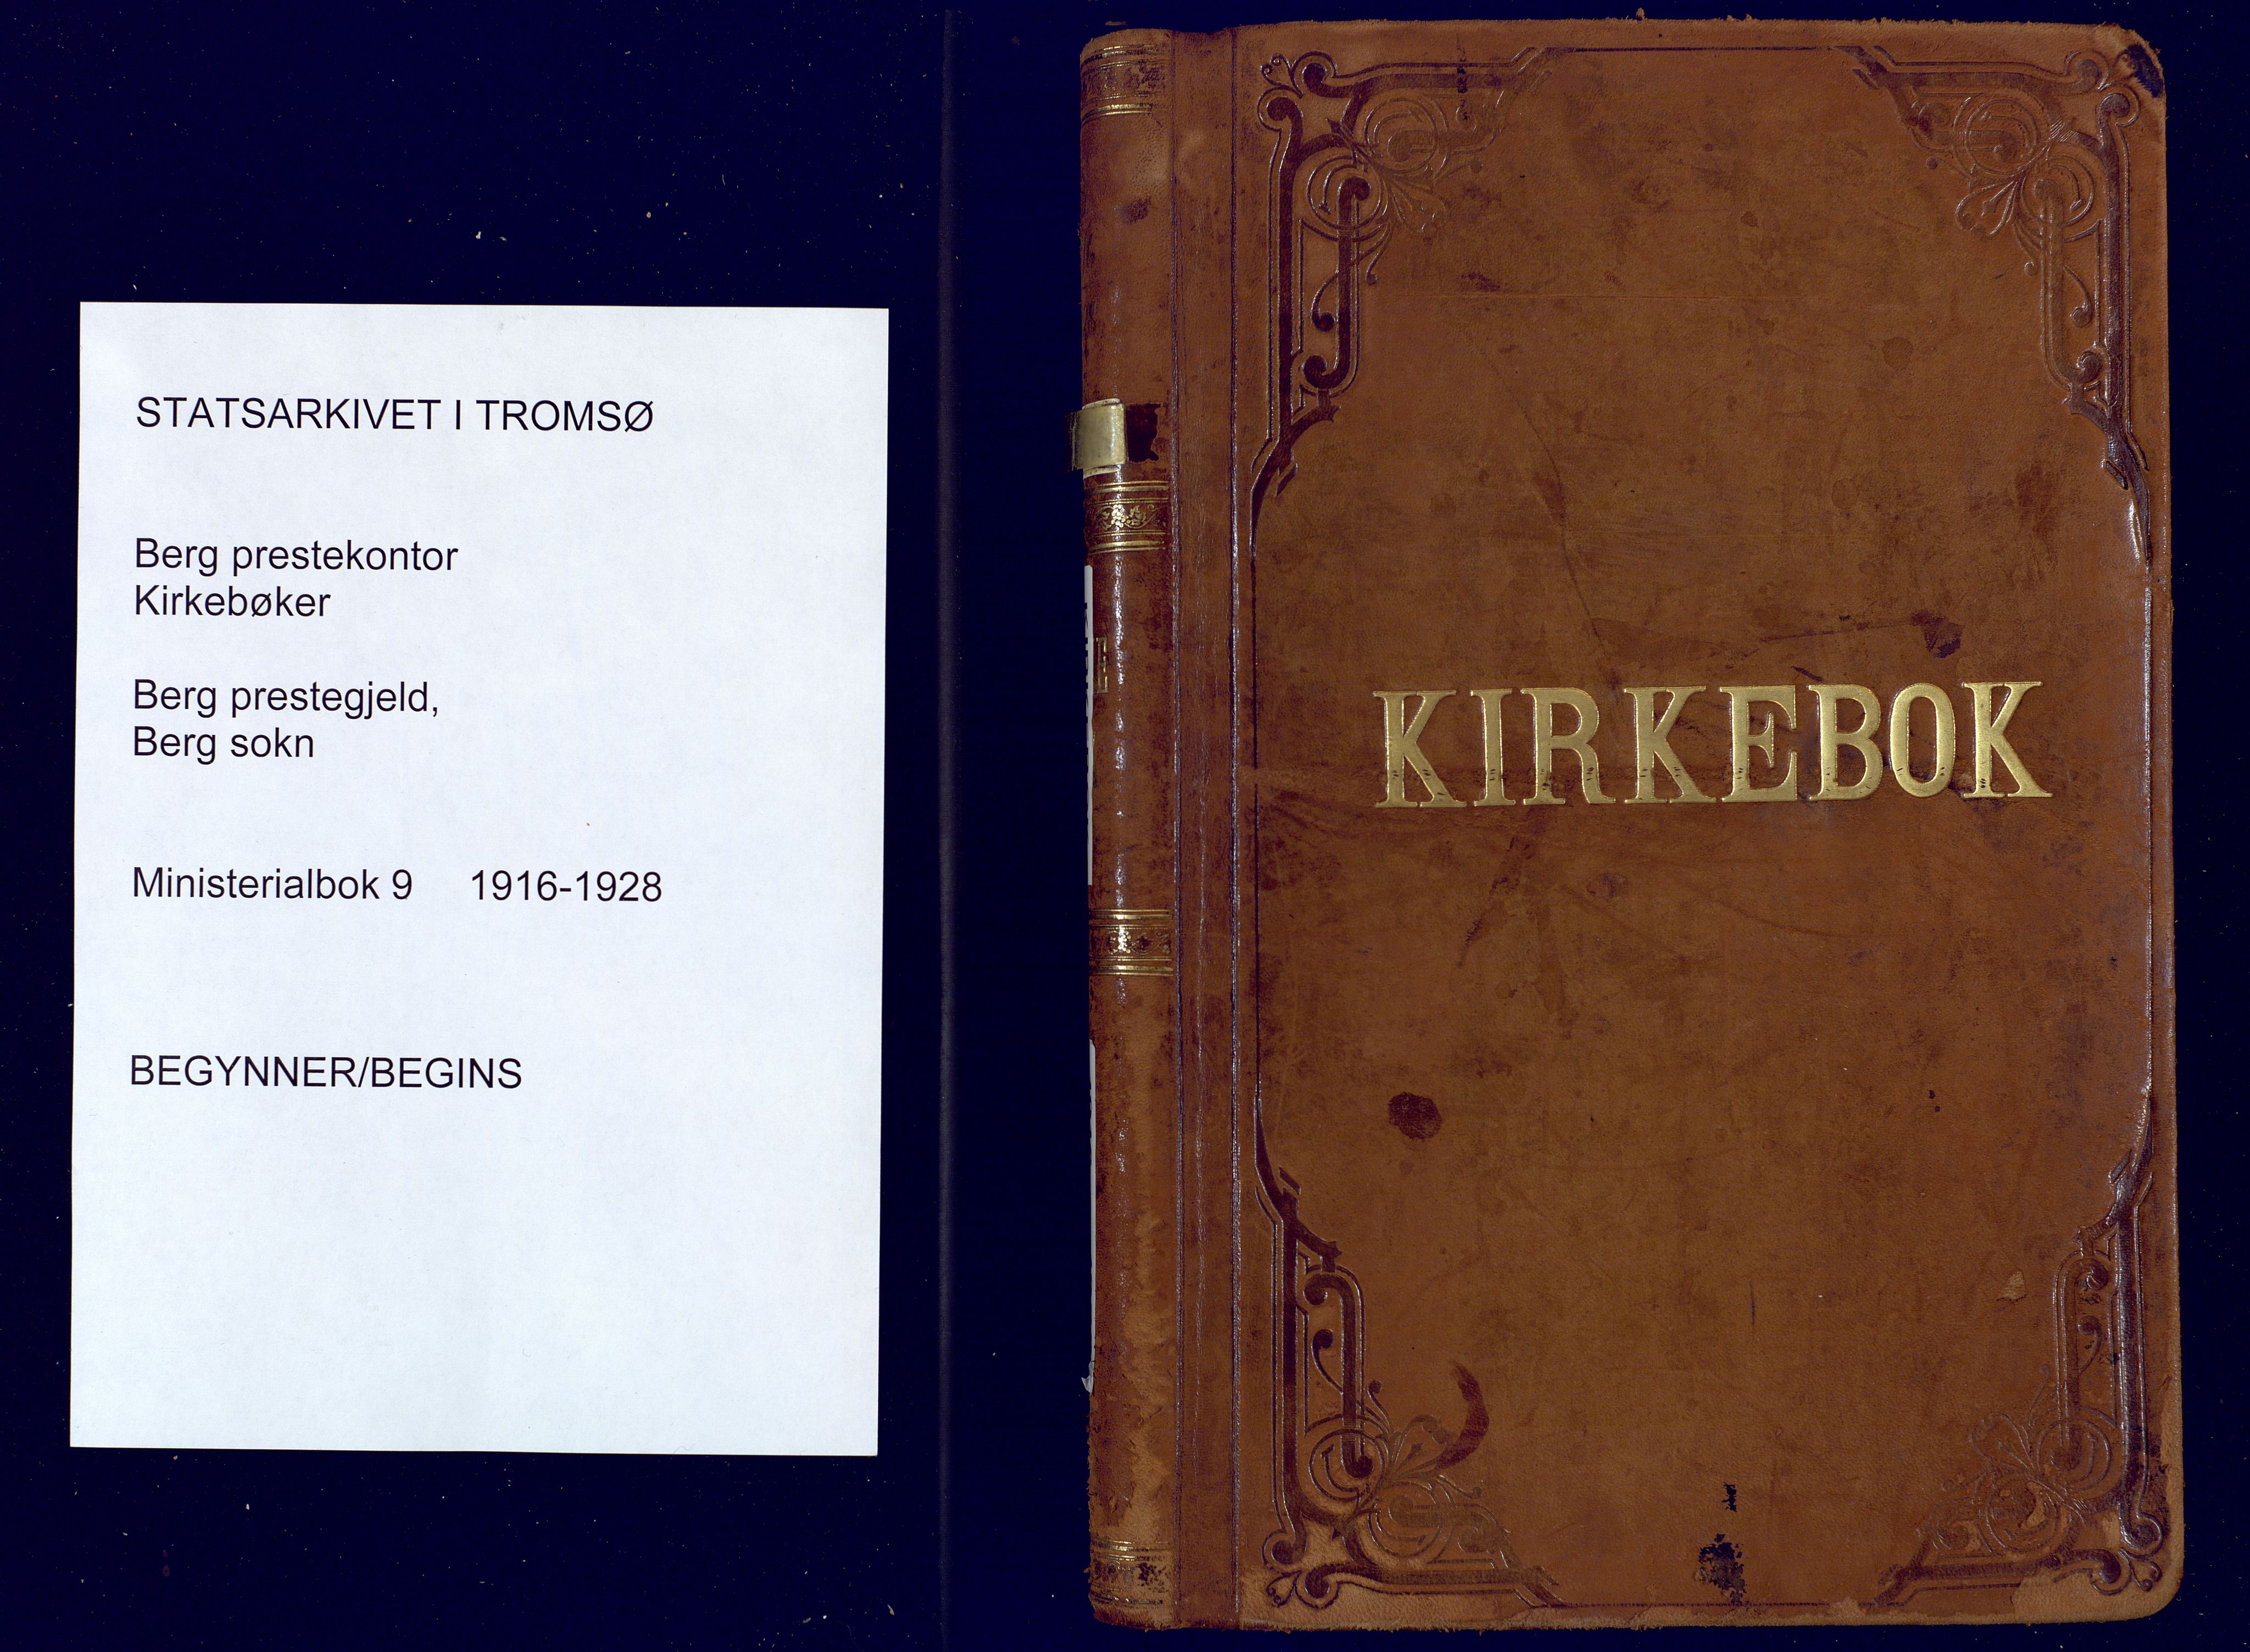 STATSARKIVET I TROMSØ
Berg prestekontor
Kirkebøker
Berg prestegjeld,
Berg sokn
Ministerialbok 9 1916-1928
BEGYNNER/BEGINS
KIRKEBOK